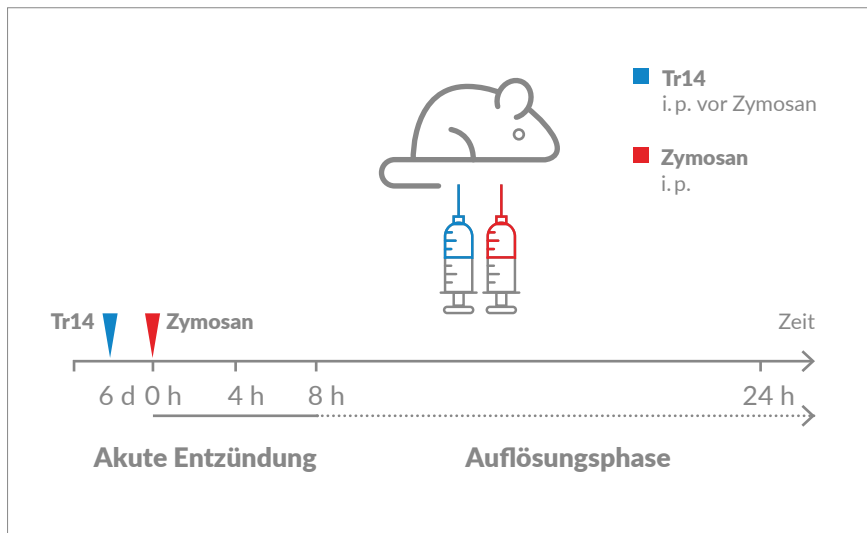 Tr14
i. p. vor Zymosan
Zymosan
i. p.
Tr14
Zymosan
Zeit
6 d 0 h 4 h 8 h 24 h
Akute Entzündung
Auflösungsphase